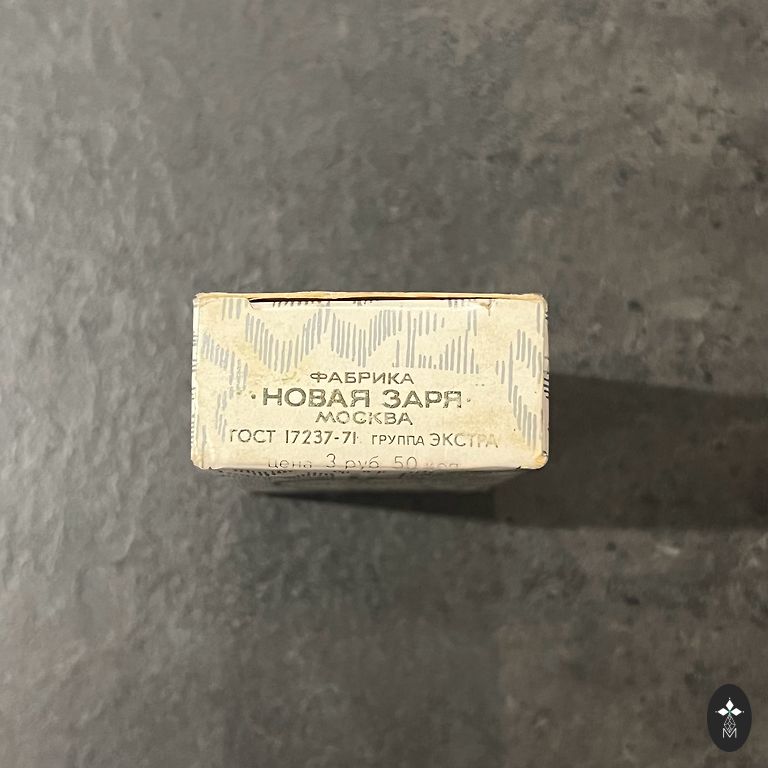 ФАБРИКА
·НОВАЯ ЗАРЯ·
МОСКВА
ГОСТ 17237-71 ГРУППА ЭКСТРА
цена 3 руб 50 коп
M